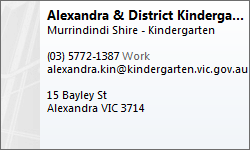 Alexandra & District Kinderga...
Murrindindi Shire - Kindergarten
(03) 5772-1387 Work
alexandra.kin@kindergarten.vic.gov.au
15 Bayley St
Alexandra VIC 3714